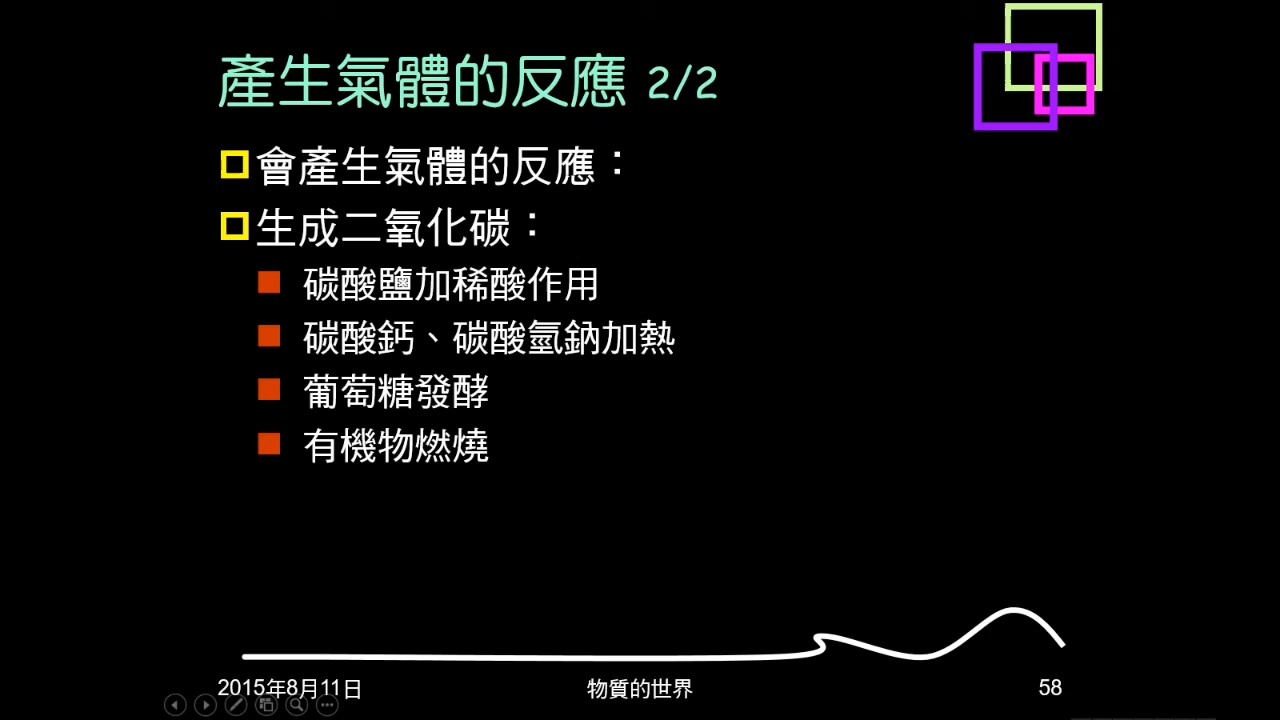 產生氣體的反應 2/2
會產生氣體的反應：
生成二氧化碳：
碳酸鹽加稀酸作用
碳酸鈣、碳酸氫鈉加熱
葡萄糖發酵
有機物燃燒
2015年8月11日
物質的世界
58